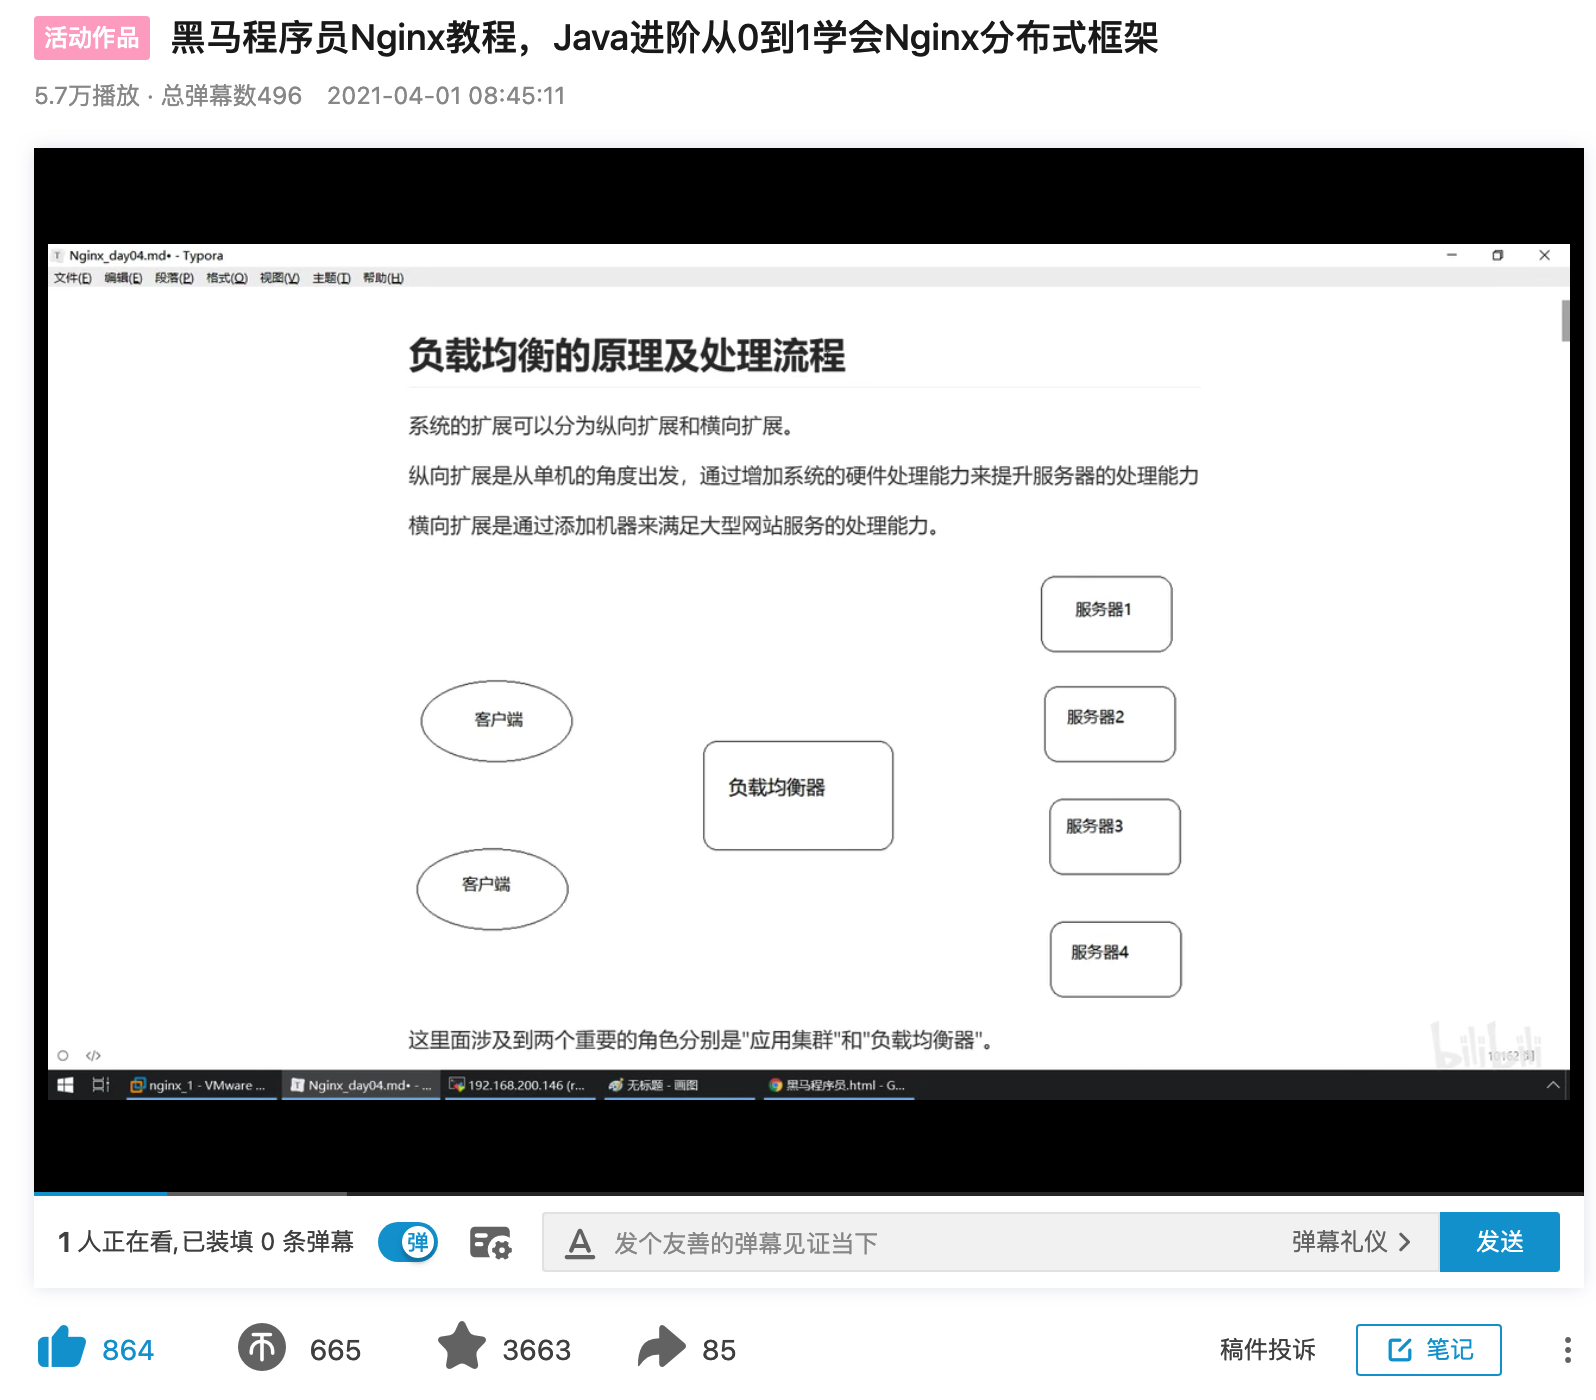 活动作品 黑马程序员Nginx教程，Java进阶从0到1学会Nginx分布式框架
5.7万播放 · 总弹幕数496 2021-04-01 08:45:11
Nginx_day04.md• - Typora
文件(F) 编辑(E) 段落(P) 格式(O) 视图(V) 主题(T) 帮助(H)
负载均衡的原理及处理流程
系统的扩展可以分为纵向扩展和横向扩展。
纵向扩展是从单机的角度出发，通过增加系统的硬件处理能力来提升服务器的处理能力
横向扩展是通过添加机器来满足大型网站服务的处理能力。
服务器1
客户端
服务器2
负载均衡器
服务器3
客户端
服务器4
这里面涉及到两个重要的角色分别是"应用集群"和"负载均衡器"。
</>
bilibili
nginx_1 - VMware ... Nginx_day04.md• - ... 192.168.200.146 (r... 无标题 - 画图 黑马程序员.html - G...
1 人正在看, 已装填 0 条弹幕 弹 A 发个友善的弹幕见证当下 弹幕礼仪 > 发送
864 665 3663 85 稿件投诉 笔记